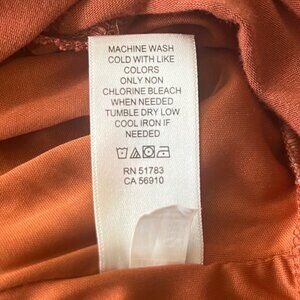 MACHINE WASH
COLD WITH LIKE
COLORS
ONLY NON
CHLORINE BLEACH
WHEN NEEDED
TUMBLE DRY LOW
COOL IRON IF
NEEDED
RN 51783
CA 56910